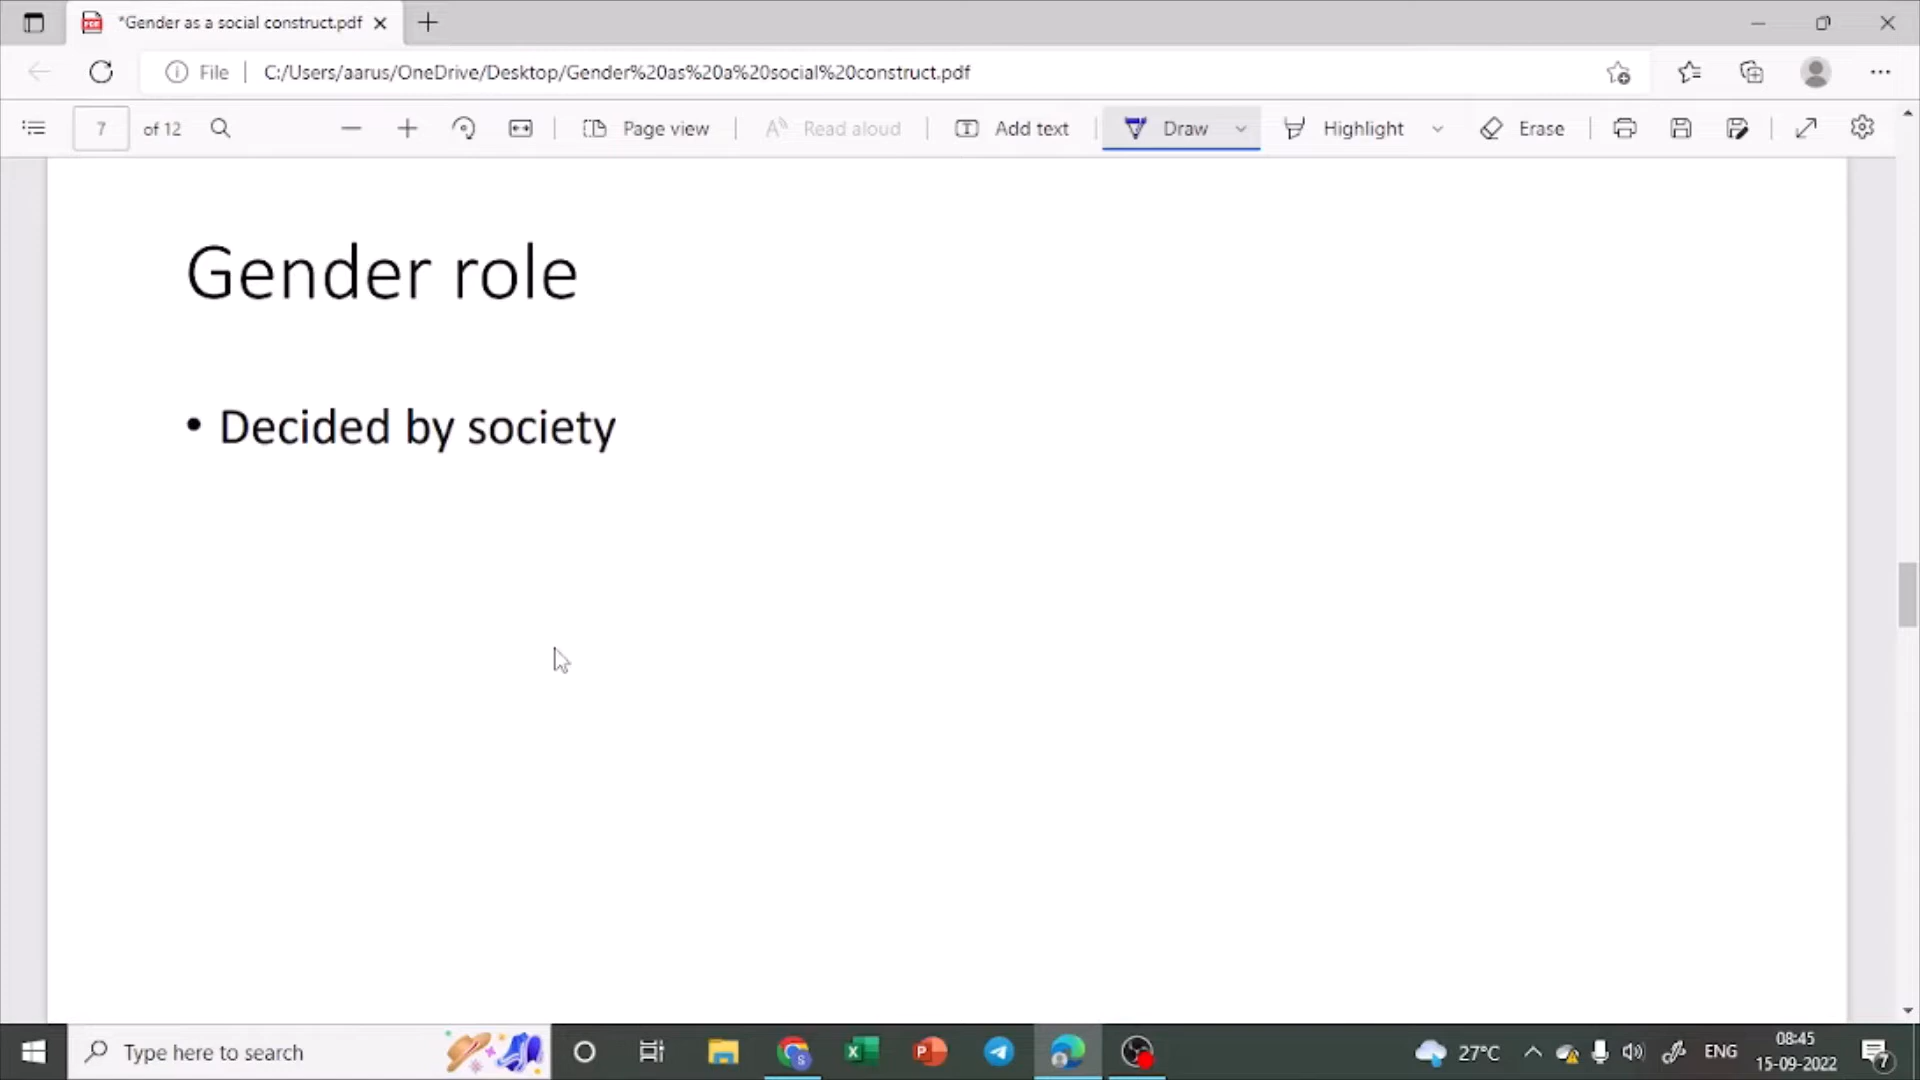 *Gender as a social construct.pdf
File
C:/Users/aarus/OneDrive/Desktop/Gender%20as%20a%20social%20construct.pdf
7 of 12
Page view
Read aloud
Add text
Draw
Highlight
Erase
Gender role
• Decided by society
Type here to search
27°C
ENG
08:45
15-09-2022
7